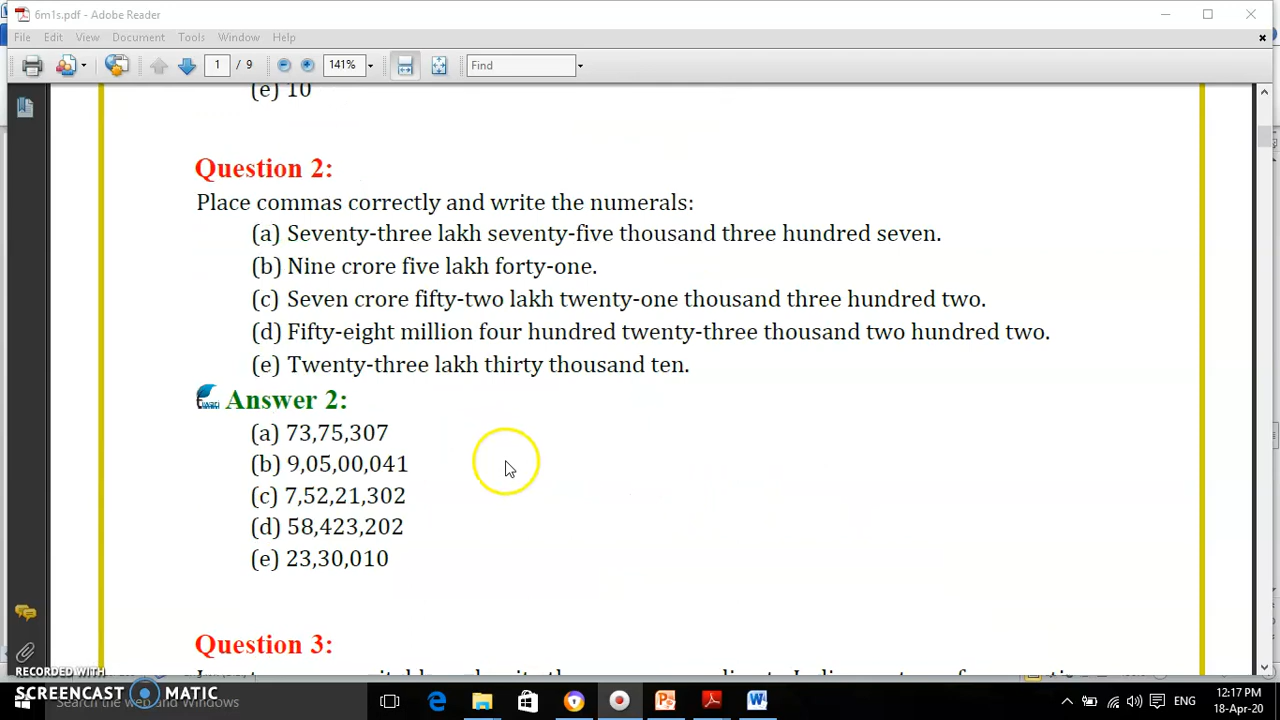 6m1s.pdf - Adobe Reader
File Edit View Document Tools Window Help
1 / 9 141% Find
(e) 10
Question 2:
Place commas correctly and write the numerals:
(a) Seventy-three lakh seventy-five thousand three hundred seven.
(b) Nine crore five lakh forty-one.
(c) Seven crore fifty-two lakh twenty-one thousand three hundred two.
(d) Fifty-eight million four hundred twenty-three thousand two hundred two.
(e) Twenty-three lakh thirty thousand ten.
Answer 2:
(a) 73,75,307
(b) 9,05,00,041
(c) 7,52,21,302
(d) 58,423,202
(e) 23,30,010
Question 3:
RECORDED WITH
SCREENCAST MATIC
Search the web and Windows
ENG
12:17 PM
18-Apr-20